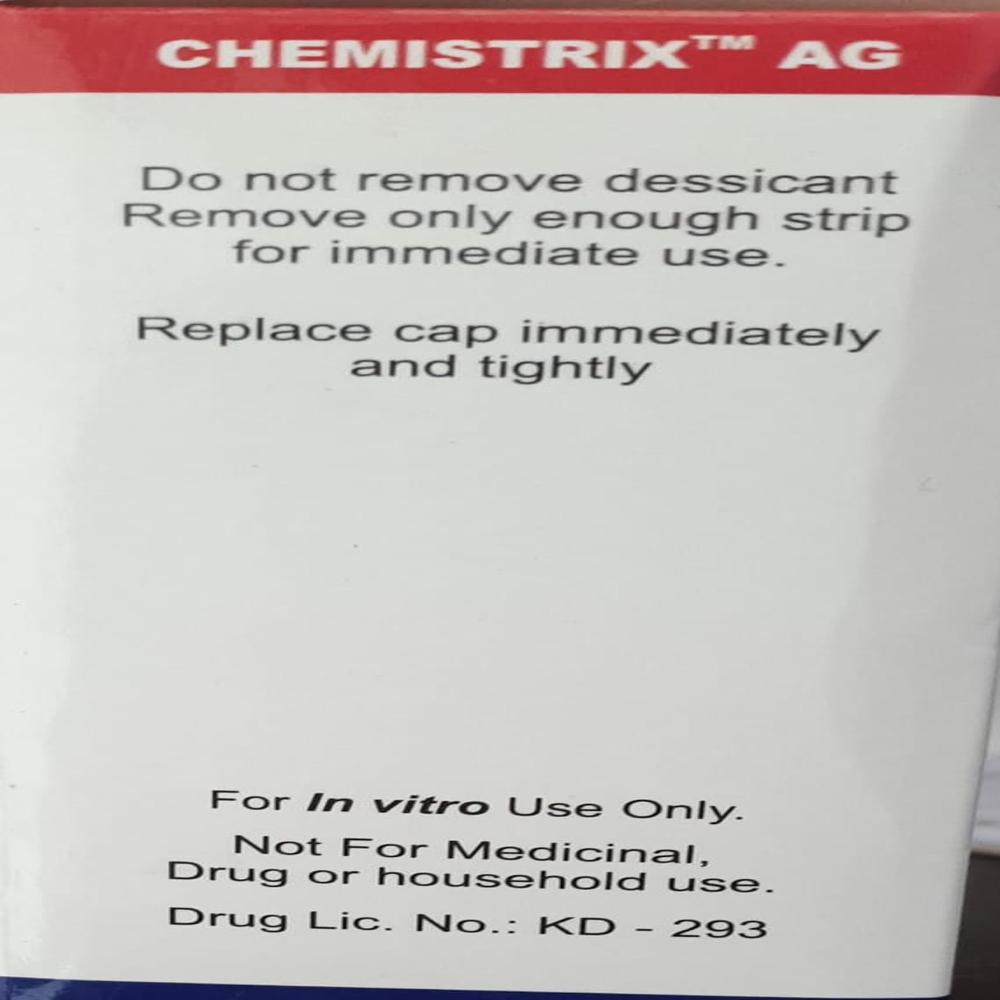 CHEMISTRIX™ AG
Do not remove dessicant
Remove only enough strip
for immediate use.
Replace cap immediately
and tightly
For In vitro Use Only.
Not For Medicinal,
Drug or household use.
Drug Lic. No.: KD - 293